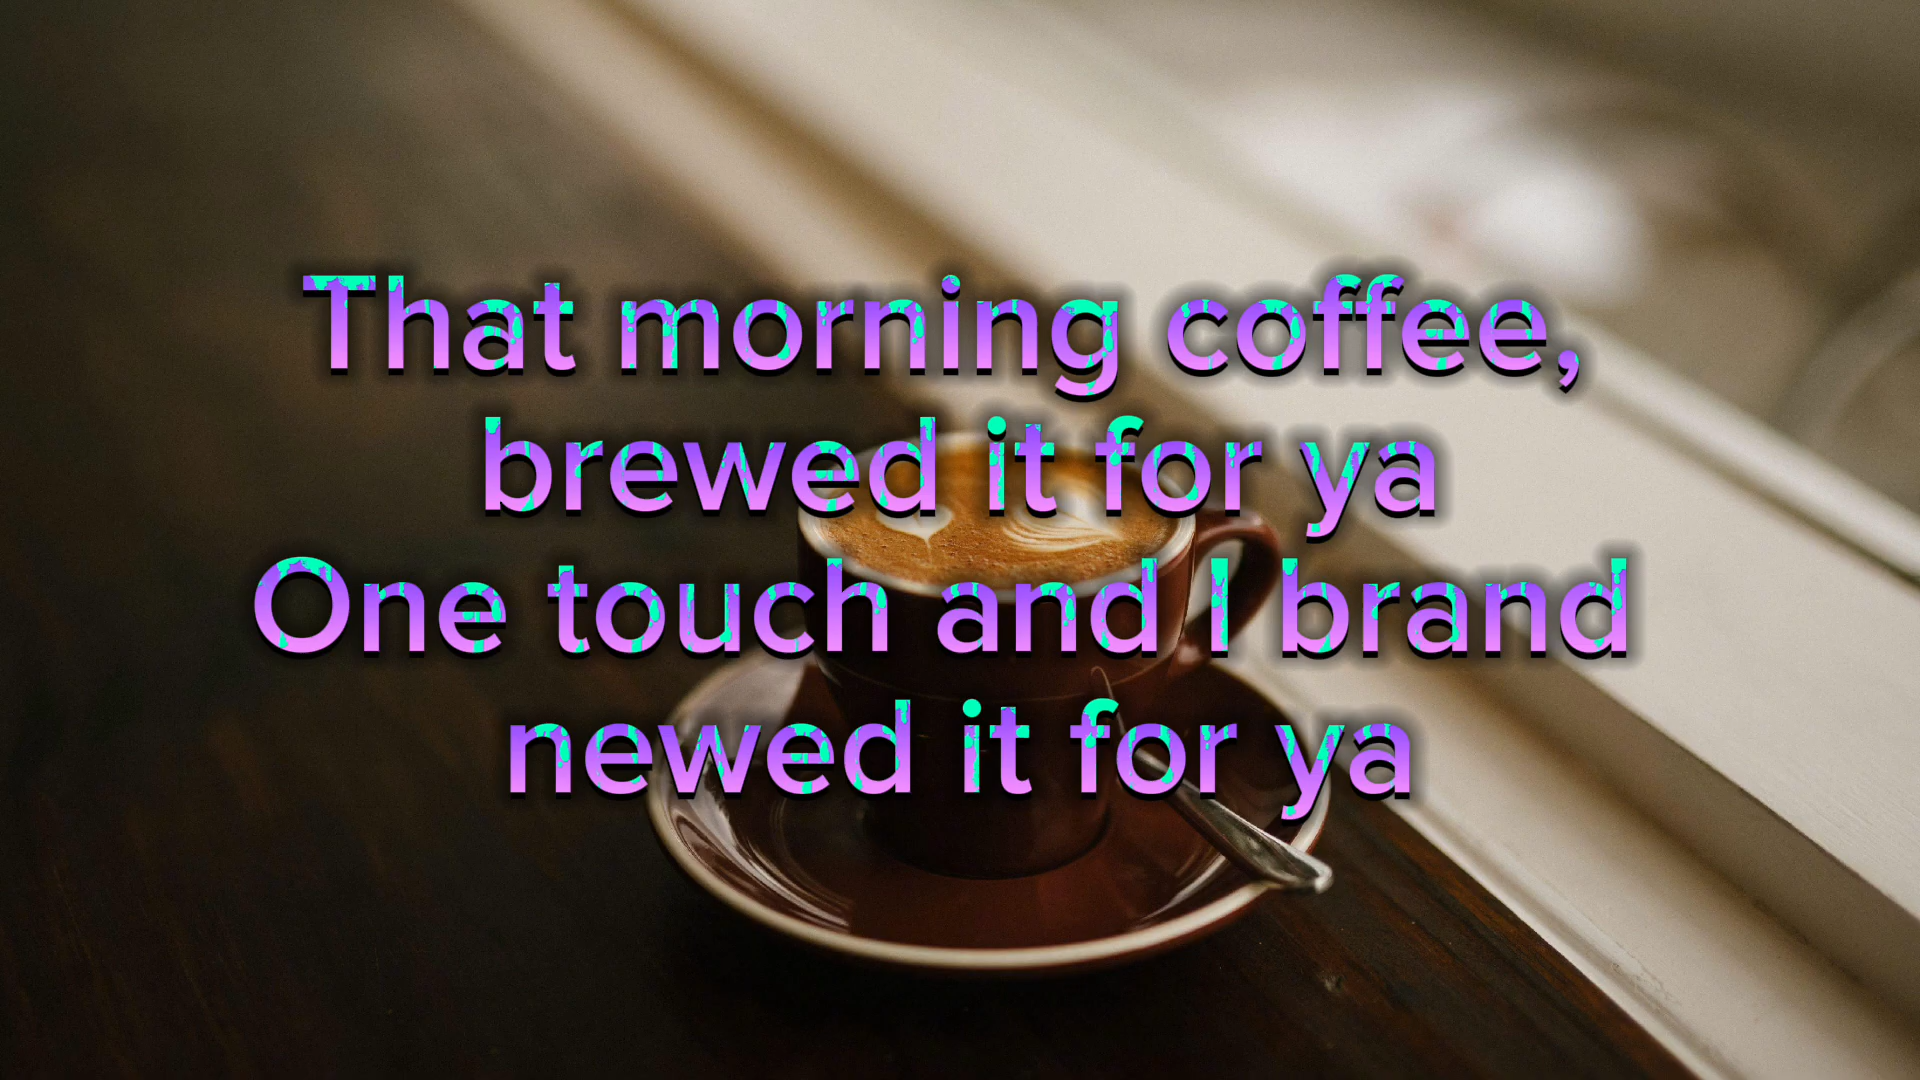 That morning coffee,
brewed it for ya
One touch and I brand
newed it for ya